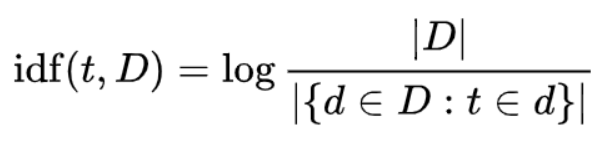 idf(t, D) = log |D| / |{d ∈ D : t ∈ d}|